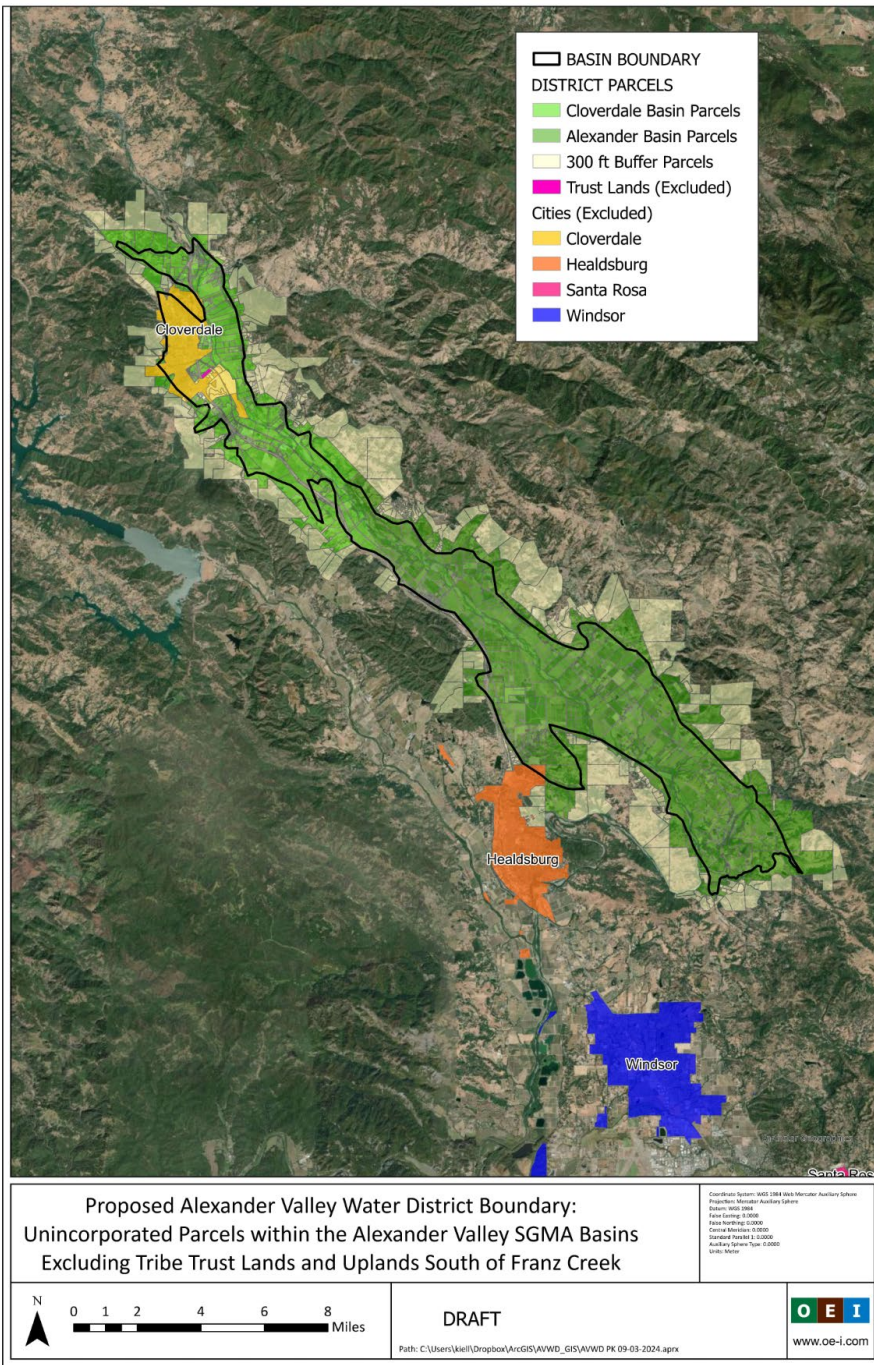 BASIN BOUNDARY
DISTRICT PARCELS
Cloverdale Basin Parcels
Alexander Basin Parcels
300 ft Buffer Parcels
Trust Lands (Excluded)
Cities (Excluded)
Cloverdale
Healdsburg
Santa Rosa
Windsor
Cloverdale
Healdsburg
Windsor
Santa Ros
Proposed Alexander Valley Water District Boundary:
Unincorporated Parcels within the Alexander Valley SGMA Basins
Excluding Tribe Trust Lands and Uplands South of Franz Creek
Coordinate System: WGS 1984 Web Mercator Auxiliary Sphere
Projection: Mercator Auxiliary Sphere
Datum: WGS 1984
False Easting: 0.0000
False Northing: 0.0000
Central Meridian: 0.0000
Standard Parallel 1: 0.0000
Auxiliary Sphere Type: 0.0000
Units: Meter
N
0 1 2 4 6 8
Miles
DRAFT
Path: C:\Users\kiell\Dropbox\ArcGIS\AVWD_GIS\AVWD PK 09-03-2024.aprx
O E I
www.oe-i.com